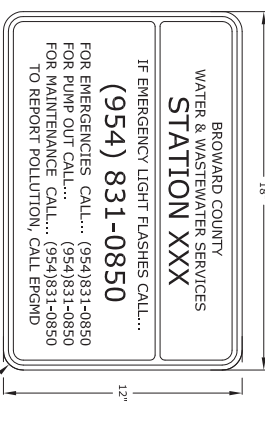 BROWARD COUNTY
WATER & WASTEWATER SERVICES
STATION XXX
IF EMERGENCY LIGHT FLASHES CALL...
(954) 831-0850
FOR EMERGENCIES CALL... (954)831-0850
FOR PUMP OUT CALL... (954)831-0850
FOR MAINTENANCE CALL... (954)831-0850
TO REPORT POLLUTION, CALL EPGMD
12"